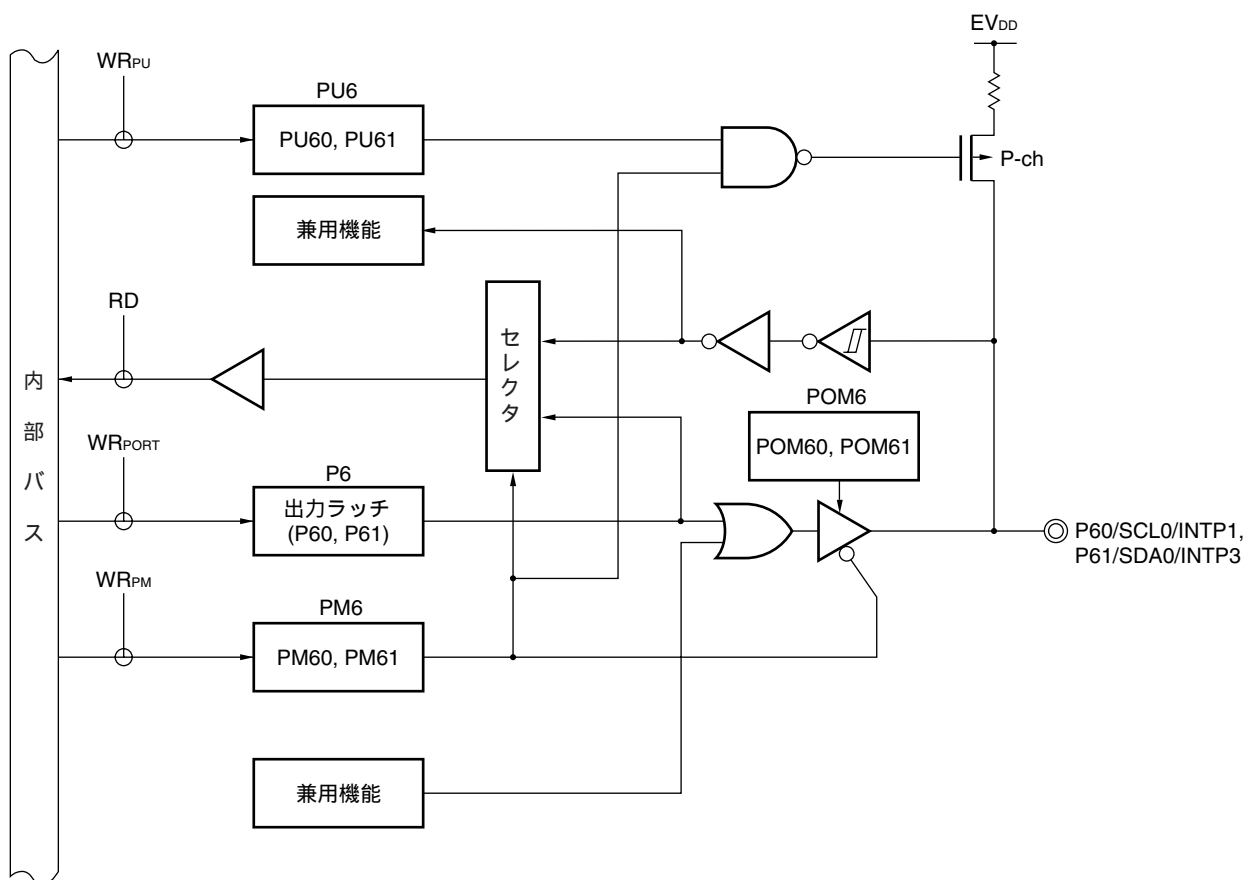 EVDD
WRPU
PU6
PU60, PU61
P-ch
兼用機能
RD
セレクタ
内部バス
POM6
POM60, POM61
WRPORT
P6
出力ラッチ
(P60, P61)
P60/SCL0/INTP1,
P61/SDA0/INTP3
WRPM
PM6
PM60, PM61
兼用機能